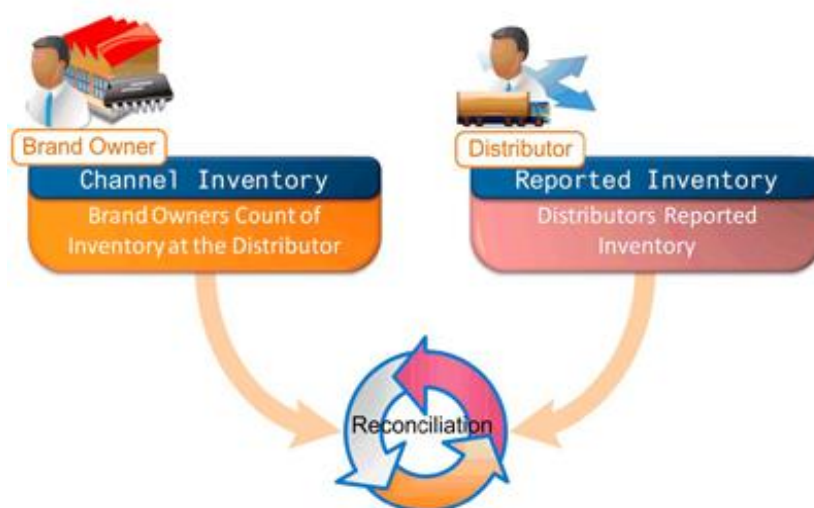 Brand Owner
Channel Inventory
Brand Owners Count of
Inventory at the Distributor
Distributor
Reported Inventory
Distributors Reported
Inventory
Reconciliation